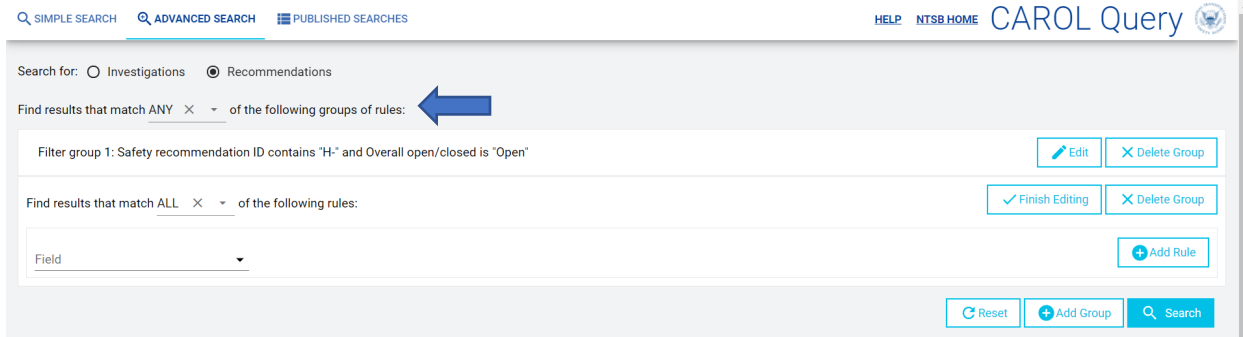 SIMPLE SEARCH ADVANCED SEARCH PUBLISHED SEARCHES HELP NTSB HOME CAROL Query
Search for: Investigations Recommendations
Find results that match ANY of the following groups of rules:
Filter group 1: Safety recommendation ID contains "H-" and Overall open/closed is "Open" Edit Delete Group
Find results that match ALL of the following rules: Finish Editing Delete Group
Field Add Rule
Reset Add Group Search